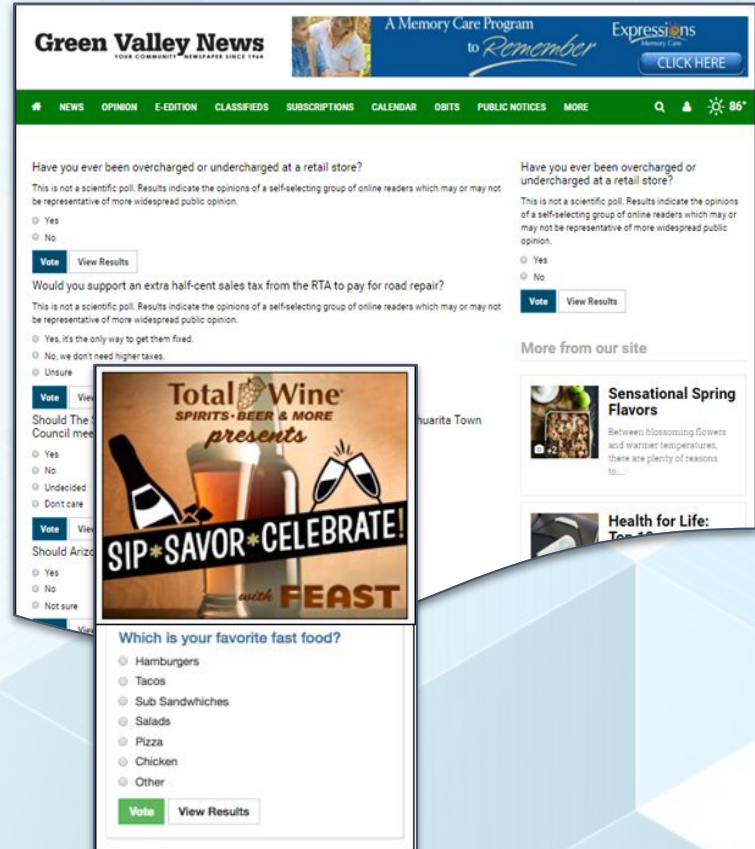 Green Valley News
YOUR COMMUNITY NEWSPAPER SINCE 1964
A Memory Care Program
to Remember
Expressions
Memory Care
CLICK HERE
NEWS OPINION E-EDITION CLASSIFIEDS SUBSCRIPTIONS CALENDAR OBITS PUBLIC NOTICES MORE 86°
Have you ever been overcharged or undercharged at a retail store?
This is not a scientific poll. Results indicate the opinions of a self-selecting group of online readers which may or may not
be representative of more widespread public opinion.
Yes
No
Vote View Results
Would you support an extra half-cent sales tax from the RTA to pay for road repair?
This is not a scientific poll. Results indicate the opinions of a self-selecting group of online readers which may or may not
be representative of more widespread public opinion.
Yes, it's the only way to get them fixed.
No, we don't need higher taxes.
Unsure
Vote
Should The
huarita Town
Council
Yes
No
Undecided
Don't care
Vote
Should
Yes
No
Not sure
Have you ever been overcharged or
undercharged at a retail store?
This is not a scientific poll. Results indicate the opinions
of a self-selecting group of online readers which may or
may not be representative of more widespread public
opinion.
Yes
No
Vote View Results
More from our site
+2
Sensational Spring
Flavors
Between blossoming flowers
and warmer temperatures,
there are plenty of reasons
to....
Health for Life:
Total Wine
SPIRITS·BEER & MORE
presents
SIP*SAVOR*CELEBRATE!
with FEAST
Which is your favorite fast food?
Hamburgers
Tacos
Sub Sandwhiches
Salads
Pizza
Chicken
Other
Vote View Results